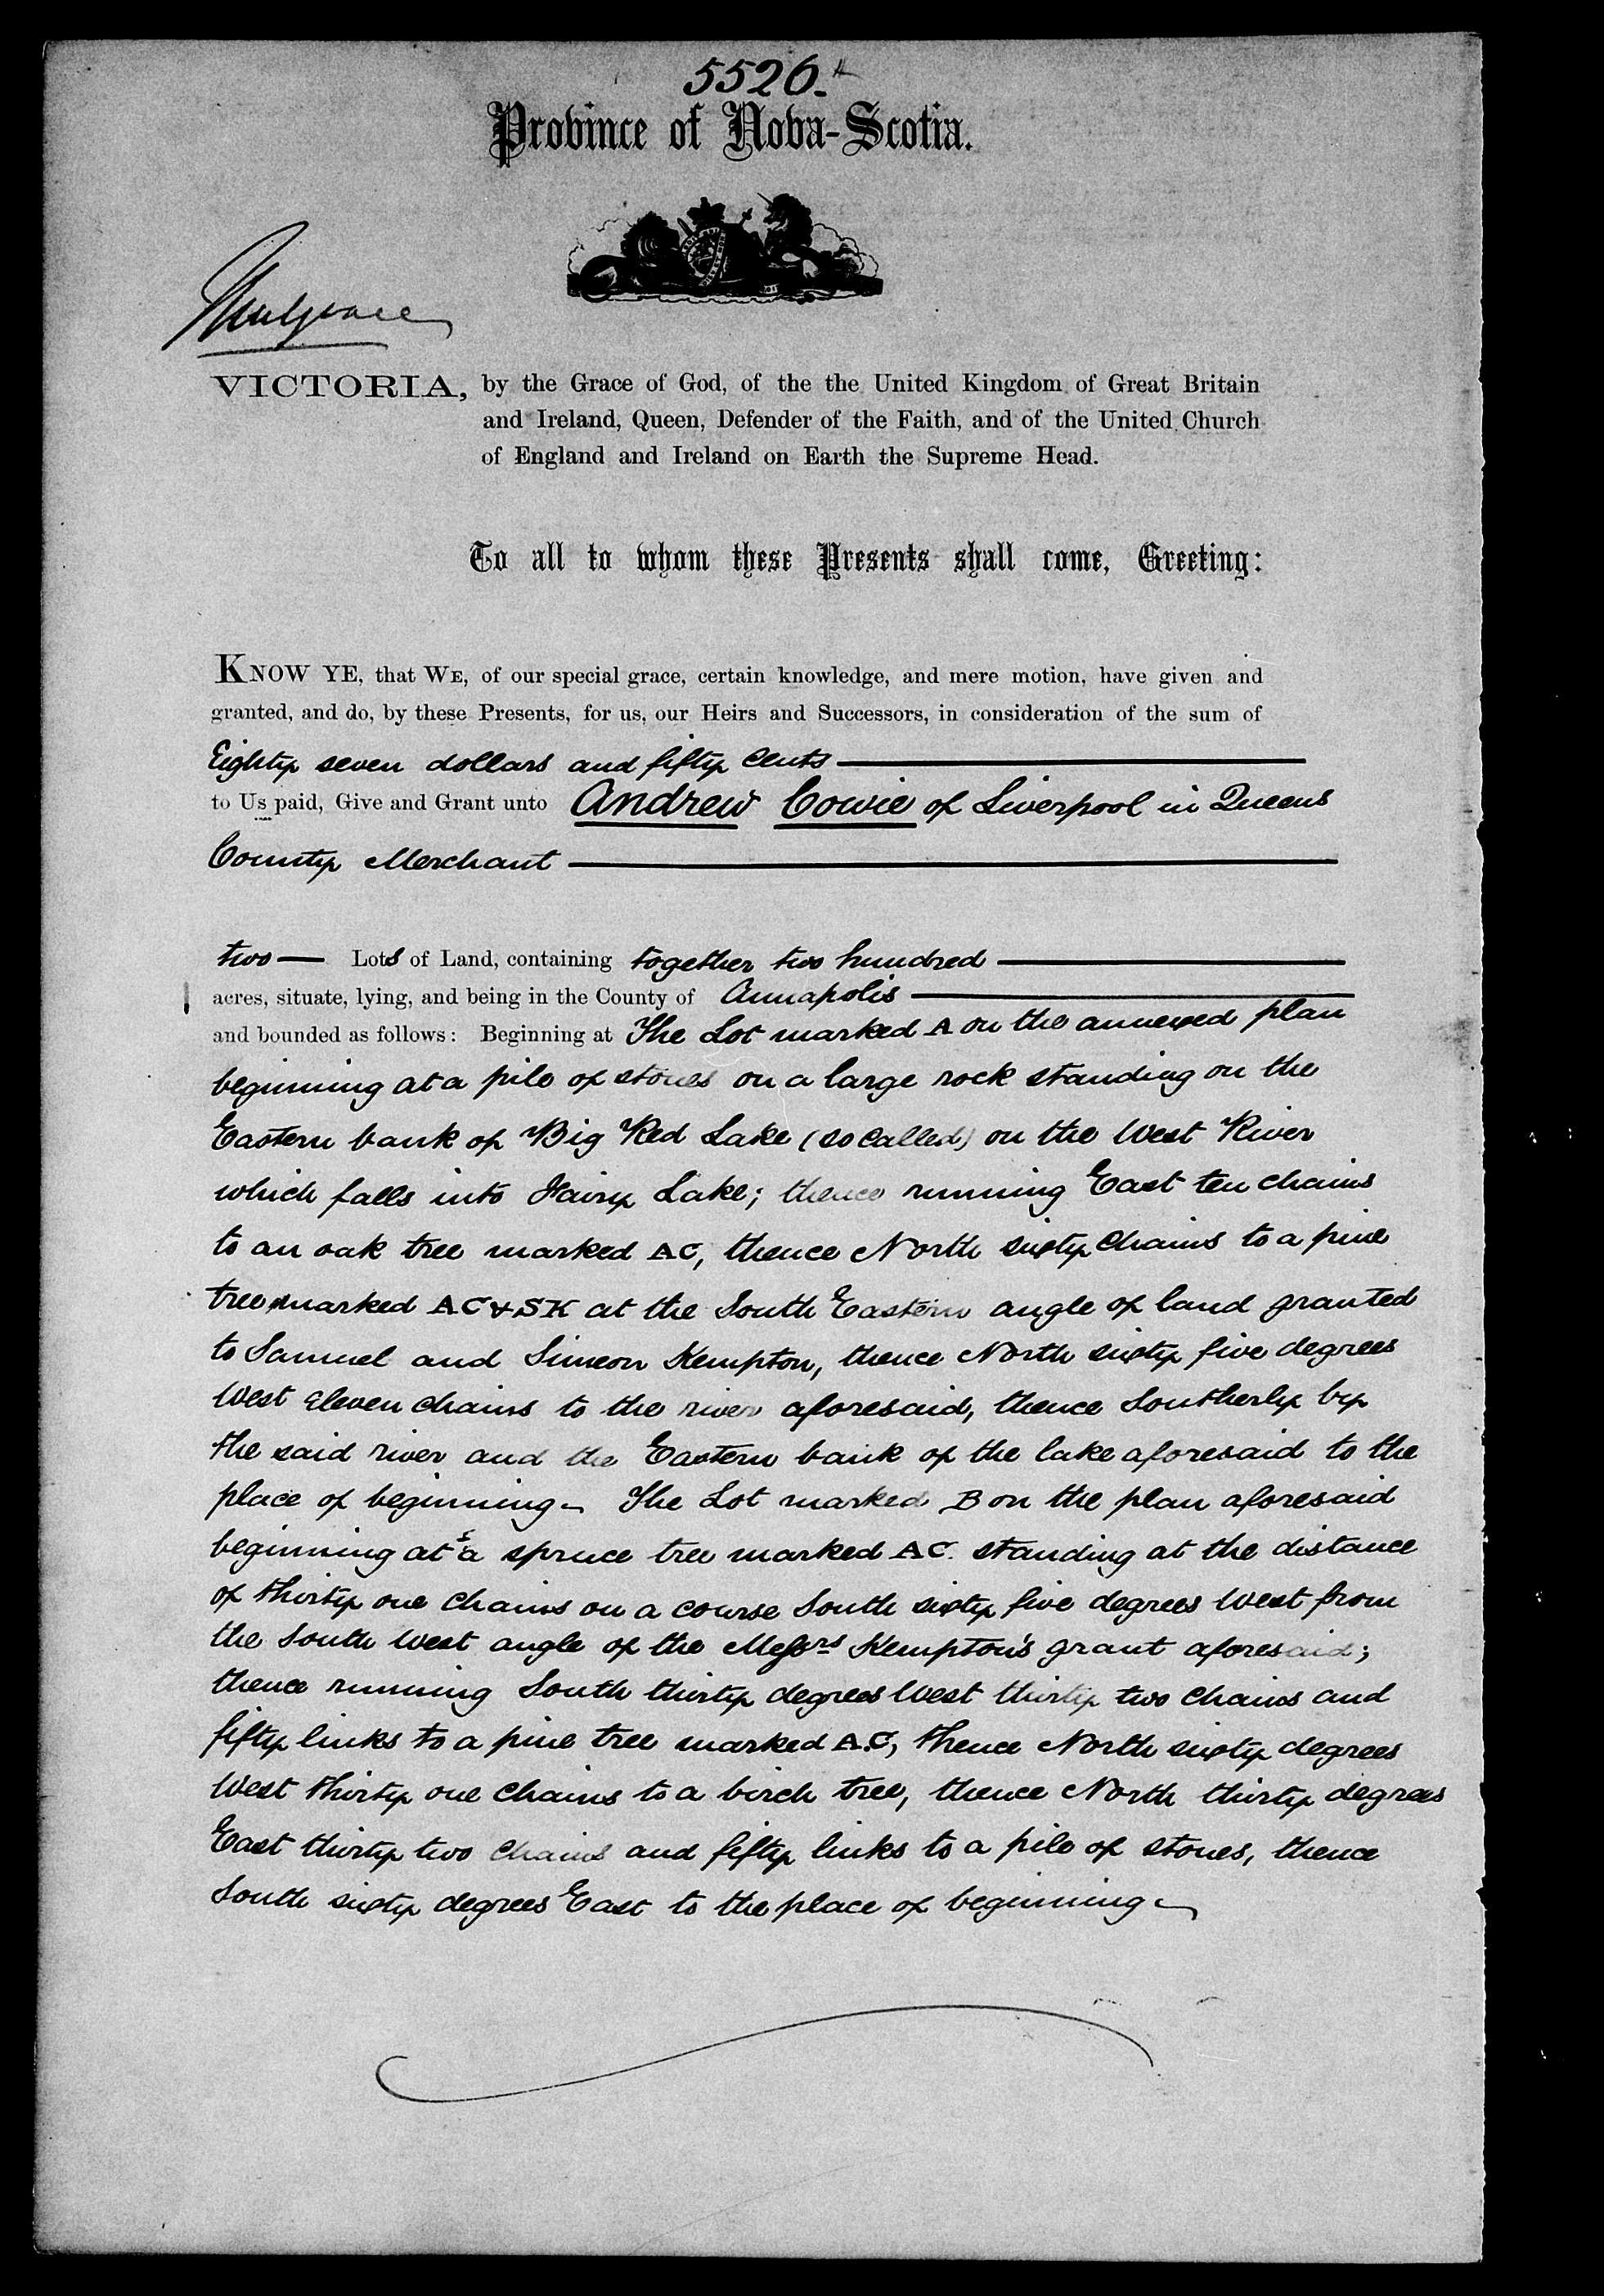 5526.
Province of Nova-Scotia.
Mulgrave
VICTORIA, by the Grace of God, of the the United Kingdom of Great Britain
and Ireland, Queen, Defender of the Faith, and of the United Church
of England and Ireland on Earth the Supreme Head.
To all to whom these Presents shall come, Greeting:
KNOW YE, that WE, of our special grace, certain knowledge, and mere motion, have given and
granted, and do, by these Presents, for us, our Heirs and Successors, in consideration of the sum of
Eighty seven dollars and fifty Cents
to Us paid, Give and Grant unto Andrew Cowie of Liverpool in Queens
County Merchant
two Lots of Land, containing together two hundred
acres, situate, lying, and being in the County of Annapolis
and bounded as follows: Beginning at The Lot marked A on the annexed plan
beginning at a pile of stones on a large rock standing on the
Eastern bank of Big Red Lake (so called) on the West River
which falls into Fairy Lake; thence running East ten chains
to an oak tree marked AC, thence North sixty Chains to a pine
tree marked AC & SK at the South Eastern angle of land granted
to Samuel and Simeon Kempton, thence North sixty five degrees
West Eleven chains to the river aforesaid, thence Southerly by
the said river and the Eastern bank of the lake aforesaid to the
place of beginning - The Lot marked B on the plan aforesaid
beginning at a spruce tree marked AC. standing at the distance
of thirty one Chains on a course South sixty five degrees West from
the South West angle of the Messrs Kempton's grant aforesaid;
thence running South thirty degrees West thirty two Chains and
fifty links to a pine tree marked A.C, thence North sixty degrees
West thirty one Chains to a birch tree, thence North thirty degrees
East thirty two Chains and fifty links to a pile of stones, thence
South sixty degrees East to the place of beginning -